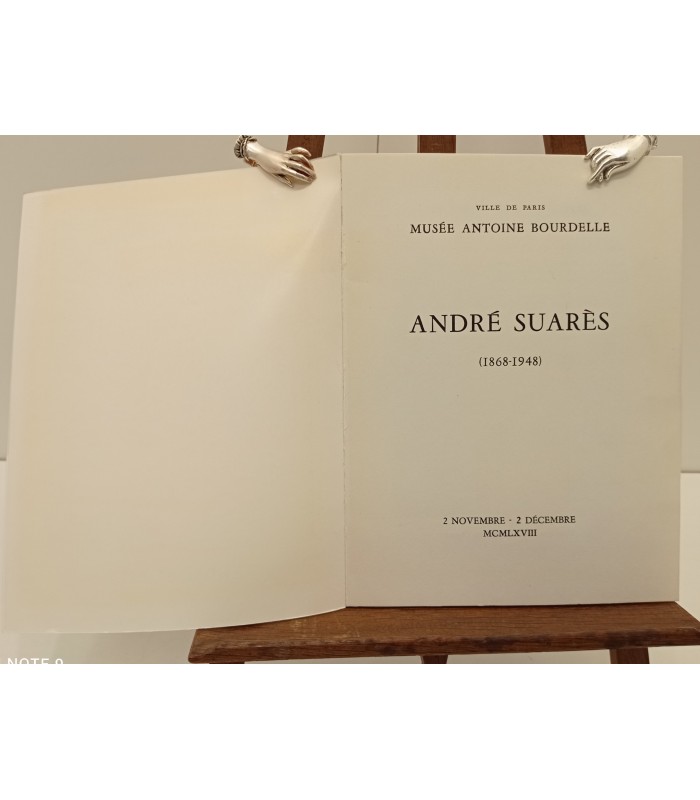 VILLE DE PARIS
MUSÉE ANTOINE BOURDELLE
ANDRÉ SUARÈS
(1868-1948)
2 NOVEMBRE - 2 DÉCEMBRE
MCMLXVIII